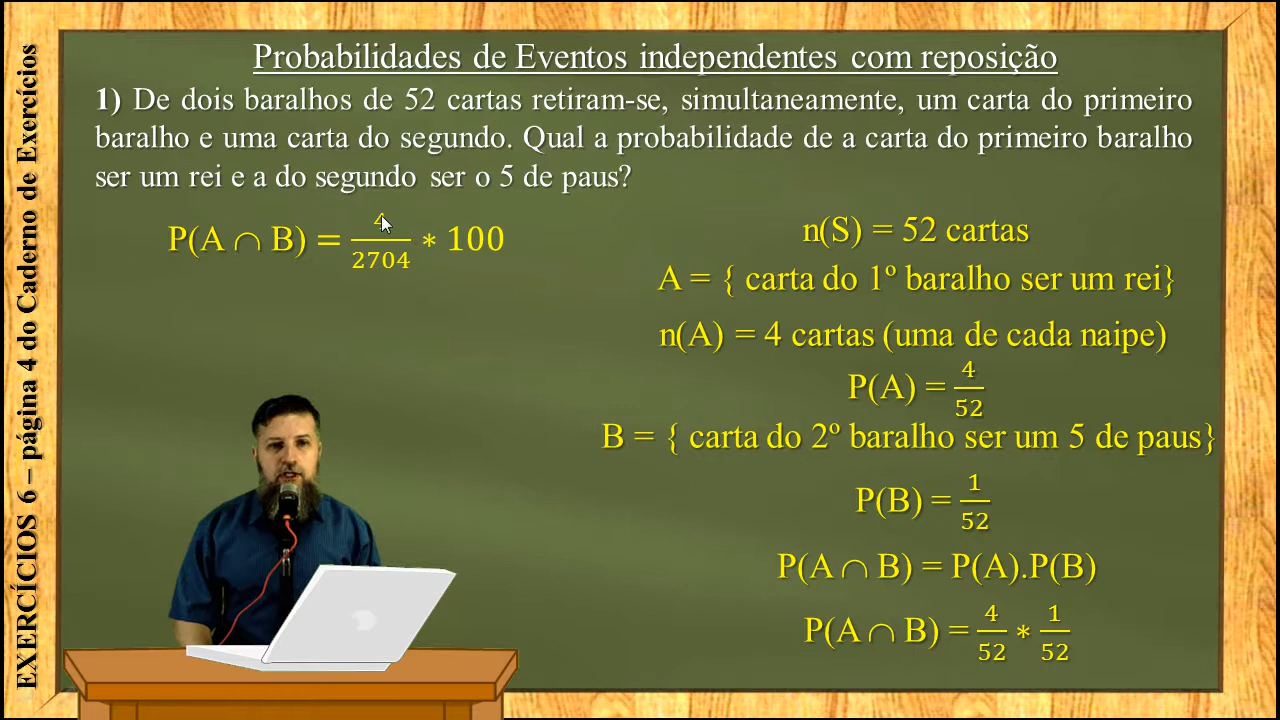 EXERCÍCIOS 6 – página 4 do Caderno de Exercícios
Probabilidades de Eventos independentes com reposição
1) De dois baralhos de 52 cartas retiram-se, simultaneamente, um carta do primeiro
baralho e uma carta do segundo. Qual a probabilidade de a carta do primeiro baralho
ser um rei e a do segundo ser o 5 de paus?
P(A ∩ B) = 4/2704 * 100
n(S) = 52 cartas
A = { carta do 1º baralho ser um rei}
n(A) = 4 cartas (uma de cada naipe)
P(A) = 4/52
B = { carta do 2º baralho ser um 5 de paus}
P(B) = 1/52
P(A ∩ B) = P(A).P(B)
P(A ∩ B) = 4/52 * 1/52